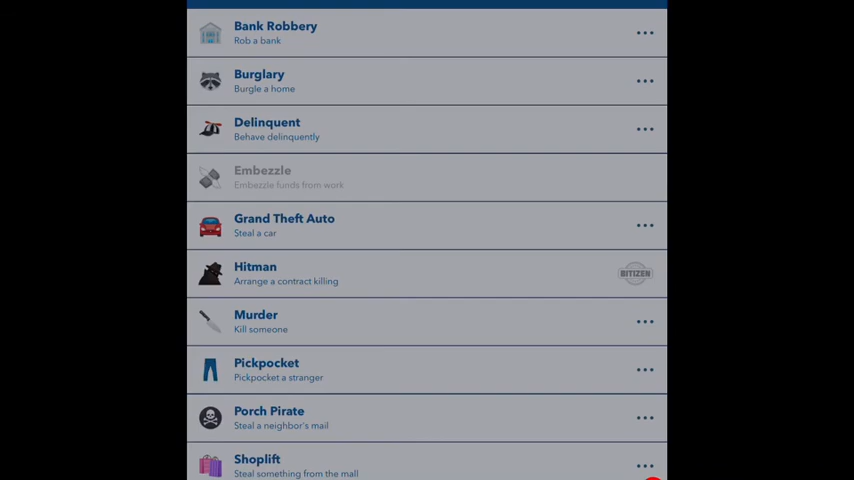 Bank Robbery
Rob a bank
Burglary
Burgle a home
Delinquent
Behave delinquently
Embezzle
Embezzle funds from work
Grand Theft Auto
Steal a car
Hitman
Arrange a contract killing
BITIZEN
Murder
Kill someone
Pickpocket
Pickpocket a stranger
Porch Pirate
Steal a neighbor's mail
Shoplift
Steal something from the mall